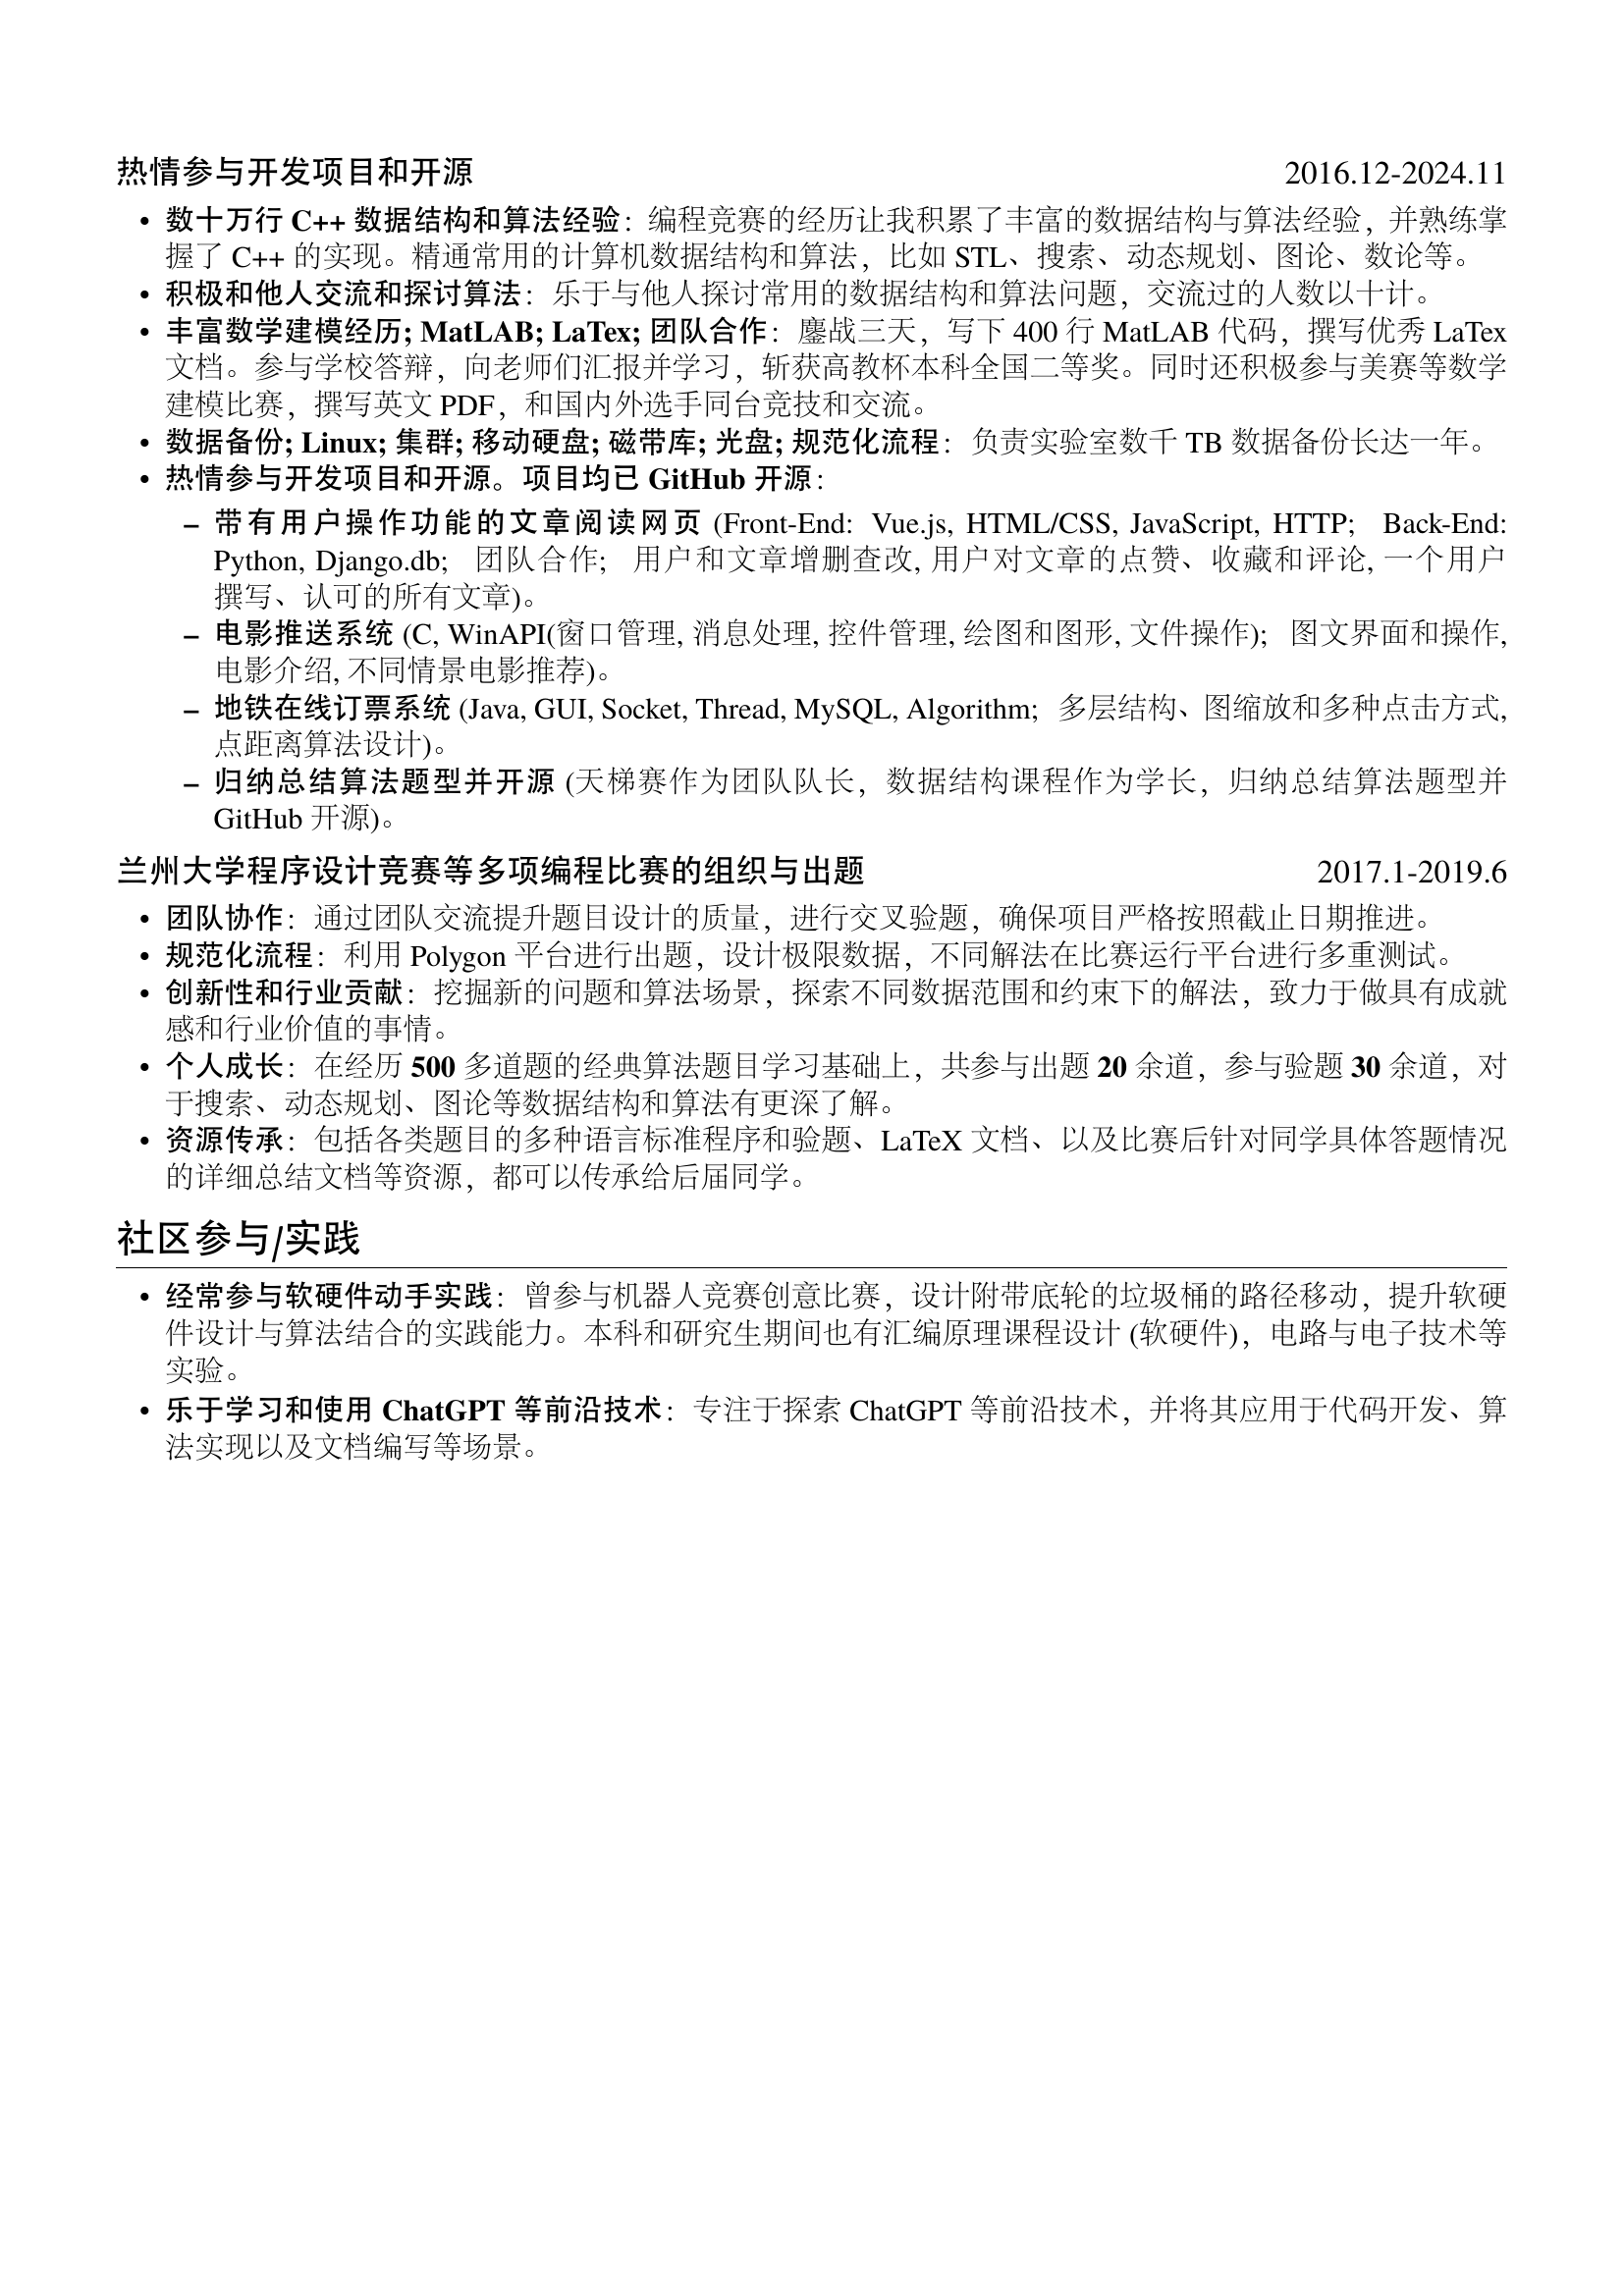 热情参与开发项目和开源 2016.12-2024.11
• 数十万行 C++ 数据结构和算法经验：编程竞赛的经历让我积累了丰富的数据结构与算法经验，并熟练掌
握了 C++ 的实现。精通常用的计算机数据结构和算法，比如 STL、搜索、动态规划、图论、数论等。
• 积极和他人交流和探讨算法：乐于与他人探讨常用的数据结构和算法问题，交流过的人数以十计。
• 丰富数学建模经历; MatLAB; LaTex; 团队合作：鏖战三天，写下 400 行 MatLAB 代码，撰写优秀 LaTex
文档。参与学校答辩，向老师们汇报并学习，斩获高教杯本科全国二等奖。同时还积极参与美赛等数学
建模比赛，撰写英文 PDF，和国内外选手同台竞技和交流。
• 数据备份; Linux; 集群; 移动硬盘; 磁带库; 光盘; 规范化流程：负责实验室数千 TB 数据备份长达一年。
• 热情参与开发项目和开源。项目均已 GitHub 开源：
– 带有用户操作功能的文章阅读网页 (Front-End: Vue.js, HTML/CSS, JavaScript, HTTP; Back-End:
Python, Django.db; 团队合作; 用户和文章增删查改, 用户对文章的点赞、收藏和评论, 一个用户
撰写、认可的所有文章)。
– 电影推送系统 (C, WinAPI(窗口管理, 消息处理, 控件管理, 绘图和图形, 文件操作); 图文界面和操作,
电影介绍, 不同情景电影推荐)。
– 地铁在线订票系统 (Java, GUI, Socket, Thread, MySQL, Algorithm; 多层结构、图缩放和多种点击方式,
点距离算法设计)。
– 归纳总结算法题型并开源 (天梯赛作为团队队长，数据结构课程作为学长，归纳总结算法题型并
GitHub 开源)。
兰州大学程序设计竞赛等多项编程比赛的组织与出题 2017.1-2019.6
• 团队协作：通过团队交流提升题目设计的质量，进行交叉验题，确保项目严格按照截止日期推进。
• 规范化流程：利用 Polygon 平台进行出题，设计极限数据，不同解法在比赛运行平台进行多重测试。
• 创新性和行业贡献：挖掘新的问题和算法场景，探索不同数据范围和约束下的解法，致力于做具有成就
感和行业价值的事情。
• 个人成长：在经历 500 多道题的经典算法题目学习基础上，共参与出题 20 余道，参与验题 30 余道，对
于搜索、动态规划、图论等数据结构和算法有更深了解。
• 资源传承：包括各类题目的多种语言标准程序和验题、LaTeX 文档、以及比赛后针对同学具体答题情况
的详细总结文档等资源，都可以传承给后届同学。
社区参与/实践
• 经常参与软硬件动手实践：曾参与机器人竞赛创意比赛，设计附带底轮的垃圾桶的路径移动，提升软硬
件设计与算法结合的实践能力。本科和研究生期间也有汇编原理课程设计 (软硬件)，电路与电子技术等
实验。
• 乐于学习和使用 ChatGPT 等前沿技术：专注于探索 ChatGPT 等前沿技术，并将其应用于代码开发、算
法实现以及文档编写等场景。